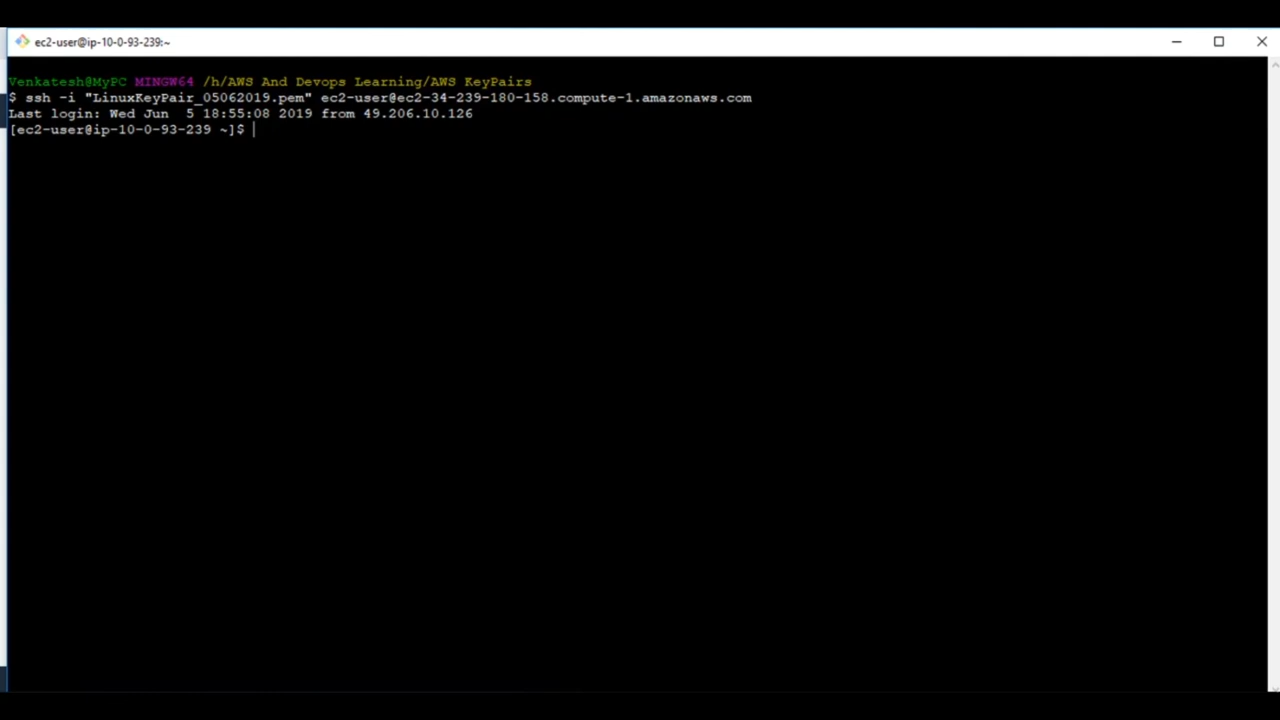 ec2-user@ip-10-0-93-239:~
Venkatesh@MyPC MINGW64 /h/AWS And Devops Learning/AWS KeyPairs
$ ssh -i "LinuxKeyPair_05062019.pem" ec2-user@ec2-34-239-180-158.compute-1.amazonaws.com
Last login: Wed Jun  5 18:55:08 2019 from 49.206.10.126
[ec2-user@ip-10-0-93-239 ~]$